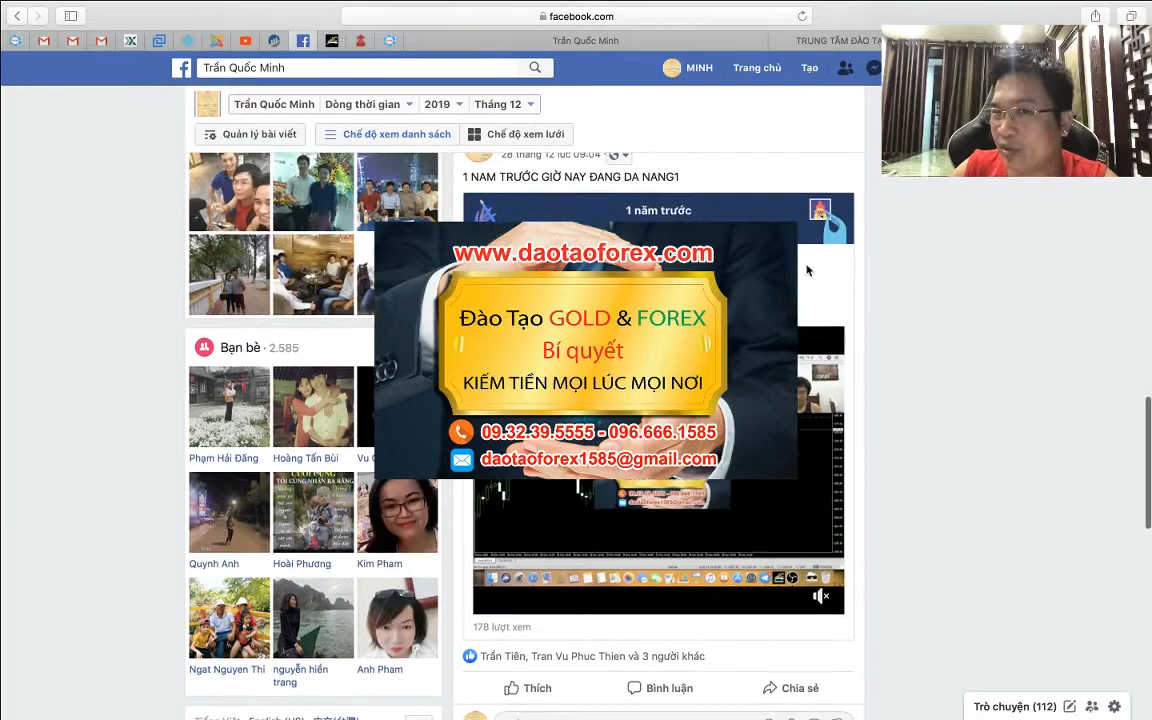 facebook.com
Trần Quốc Minh
TRUNG TÂM ĐÀO TẠ
Trần Quốc Minh
MINH
Trang chủ
Tạo
Trần Quốc Minh
Dòng thời gian
2019
Tháng 12
Quản lý bài viết
Chế độ xem danh sách
Chế độ xem lưới
28 tháng 12 lúc 09:04
1 NAM TRƯỚC GIỜ NAY ĐANG DA NANG1
1 năm trước
www.daotaoforex.com
Đào Tạo GOLD & FOREX
Bí quyết
KIẾM TIỀN MỌI LÚC MỌI NƠI
09.32.39.5555 - 096.666.1585
daotaoforex1585@gmail.com
Bạn bè · 2.585
Phạm Hải Đăng
Hoàng Tấn Bùi
Vu C
Quynh Anh
Hoài Phương
Kim Pham
Ngat Nguyen Thi
nguyễn hiền trang
Anh Pham
178 lượt xem
Trần Tiên, Tran Vu Phuc Thien và 3 người khác
Thích
Bình luận
Chia sẻ
Trò chuyện (112)